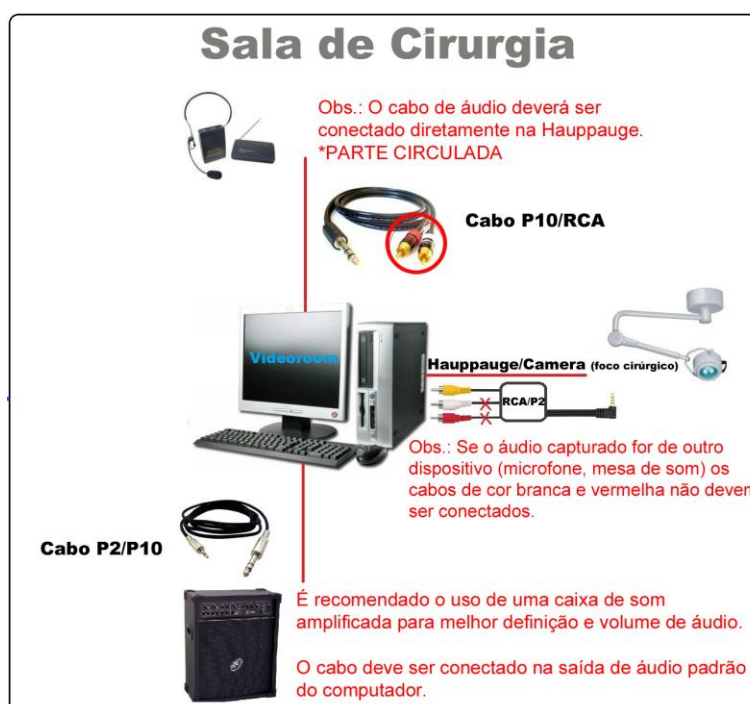 Sala de Cirurgia
Obs.: O cabo de áudio deverá ser
conectado diretamente na Hauppauge.
*PARTE CIRCULADA
Cabo P10/RCA
Videoroom
Hauppauge/Camera (foco cirúrgico)
RCA/P2
Obs.: Se o áudio capturado for de outro
dispositivo (microfone, mesa de som) os
cabos de cor branca e vermelha não devem
ser conectados.
Cabo P2/P10
É recomendado o uso de uma caixa de som
amplificada para melhor definição e volume de áudio.
O cabo deve ser conectado na saída de áudio padrão
do computador.